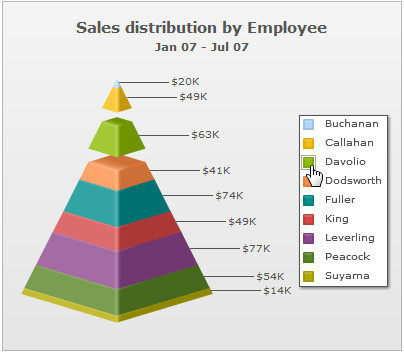 Sales distribution by Employee
Jan 07 - Jul 07
$20K
$49K
$63K
$41K
$74K
$49K
$77K
$54K
$14K
Buchanan
Callahan
Davolio
Dodsworth
Fuller
King
Leverling
Peacock
Suyama